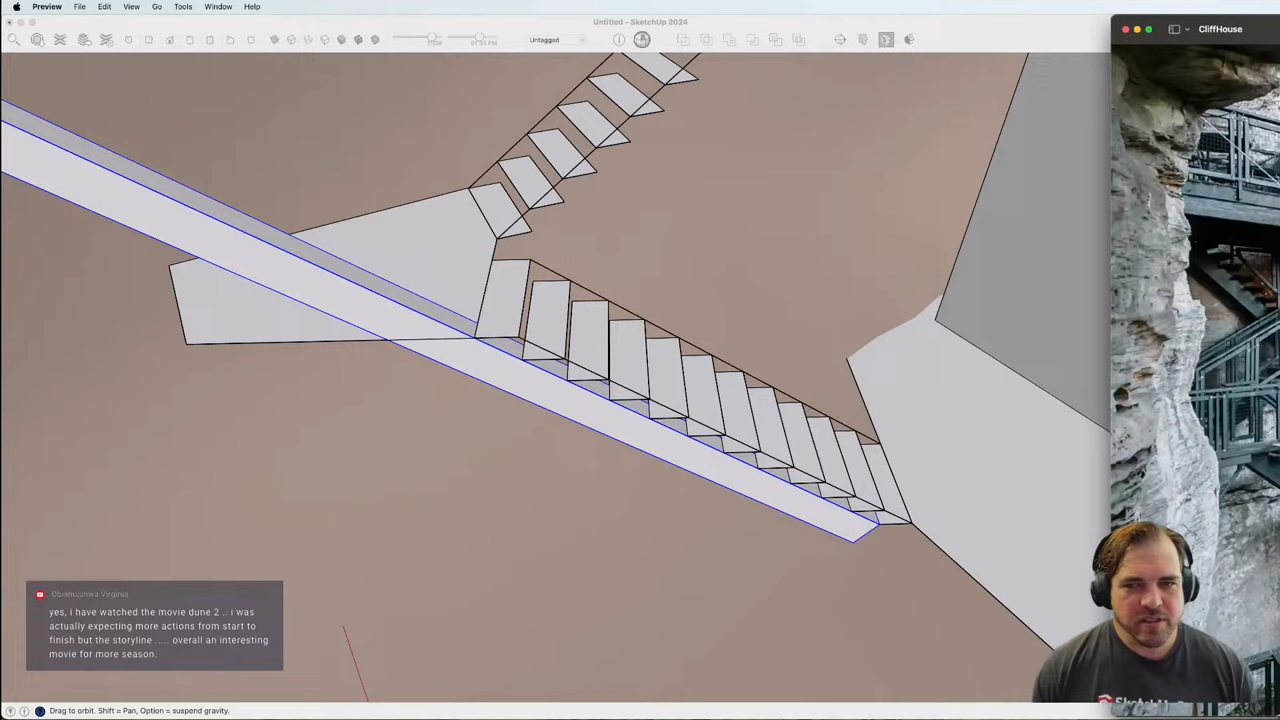 Preview File Edit View Go Tools Window Help
Untitled - SketchUp 2024
Untagged
CliffHouse
Obianujunwa Virginia
yes, i have watched the movie dune 2 .. i was
actually expecting more actions from start to
finish but the storyline ..... overall an interesting
movie for more season.
Drag to orbit. Shift = Pan, Option = suspend gravity.